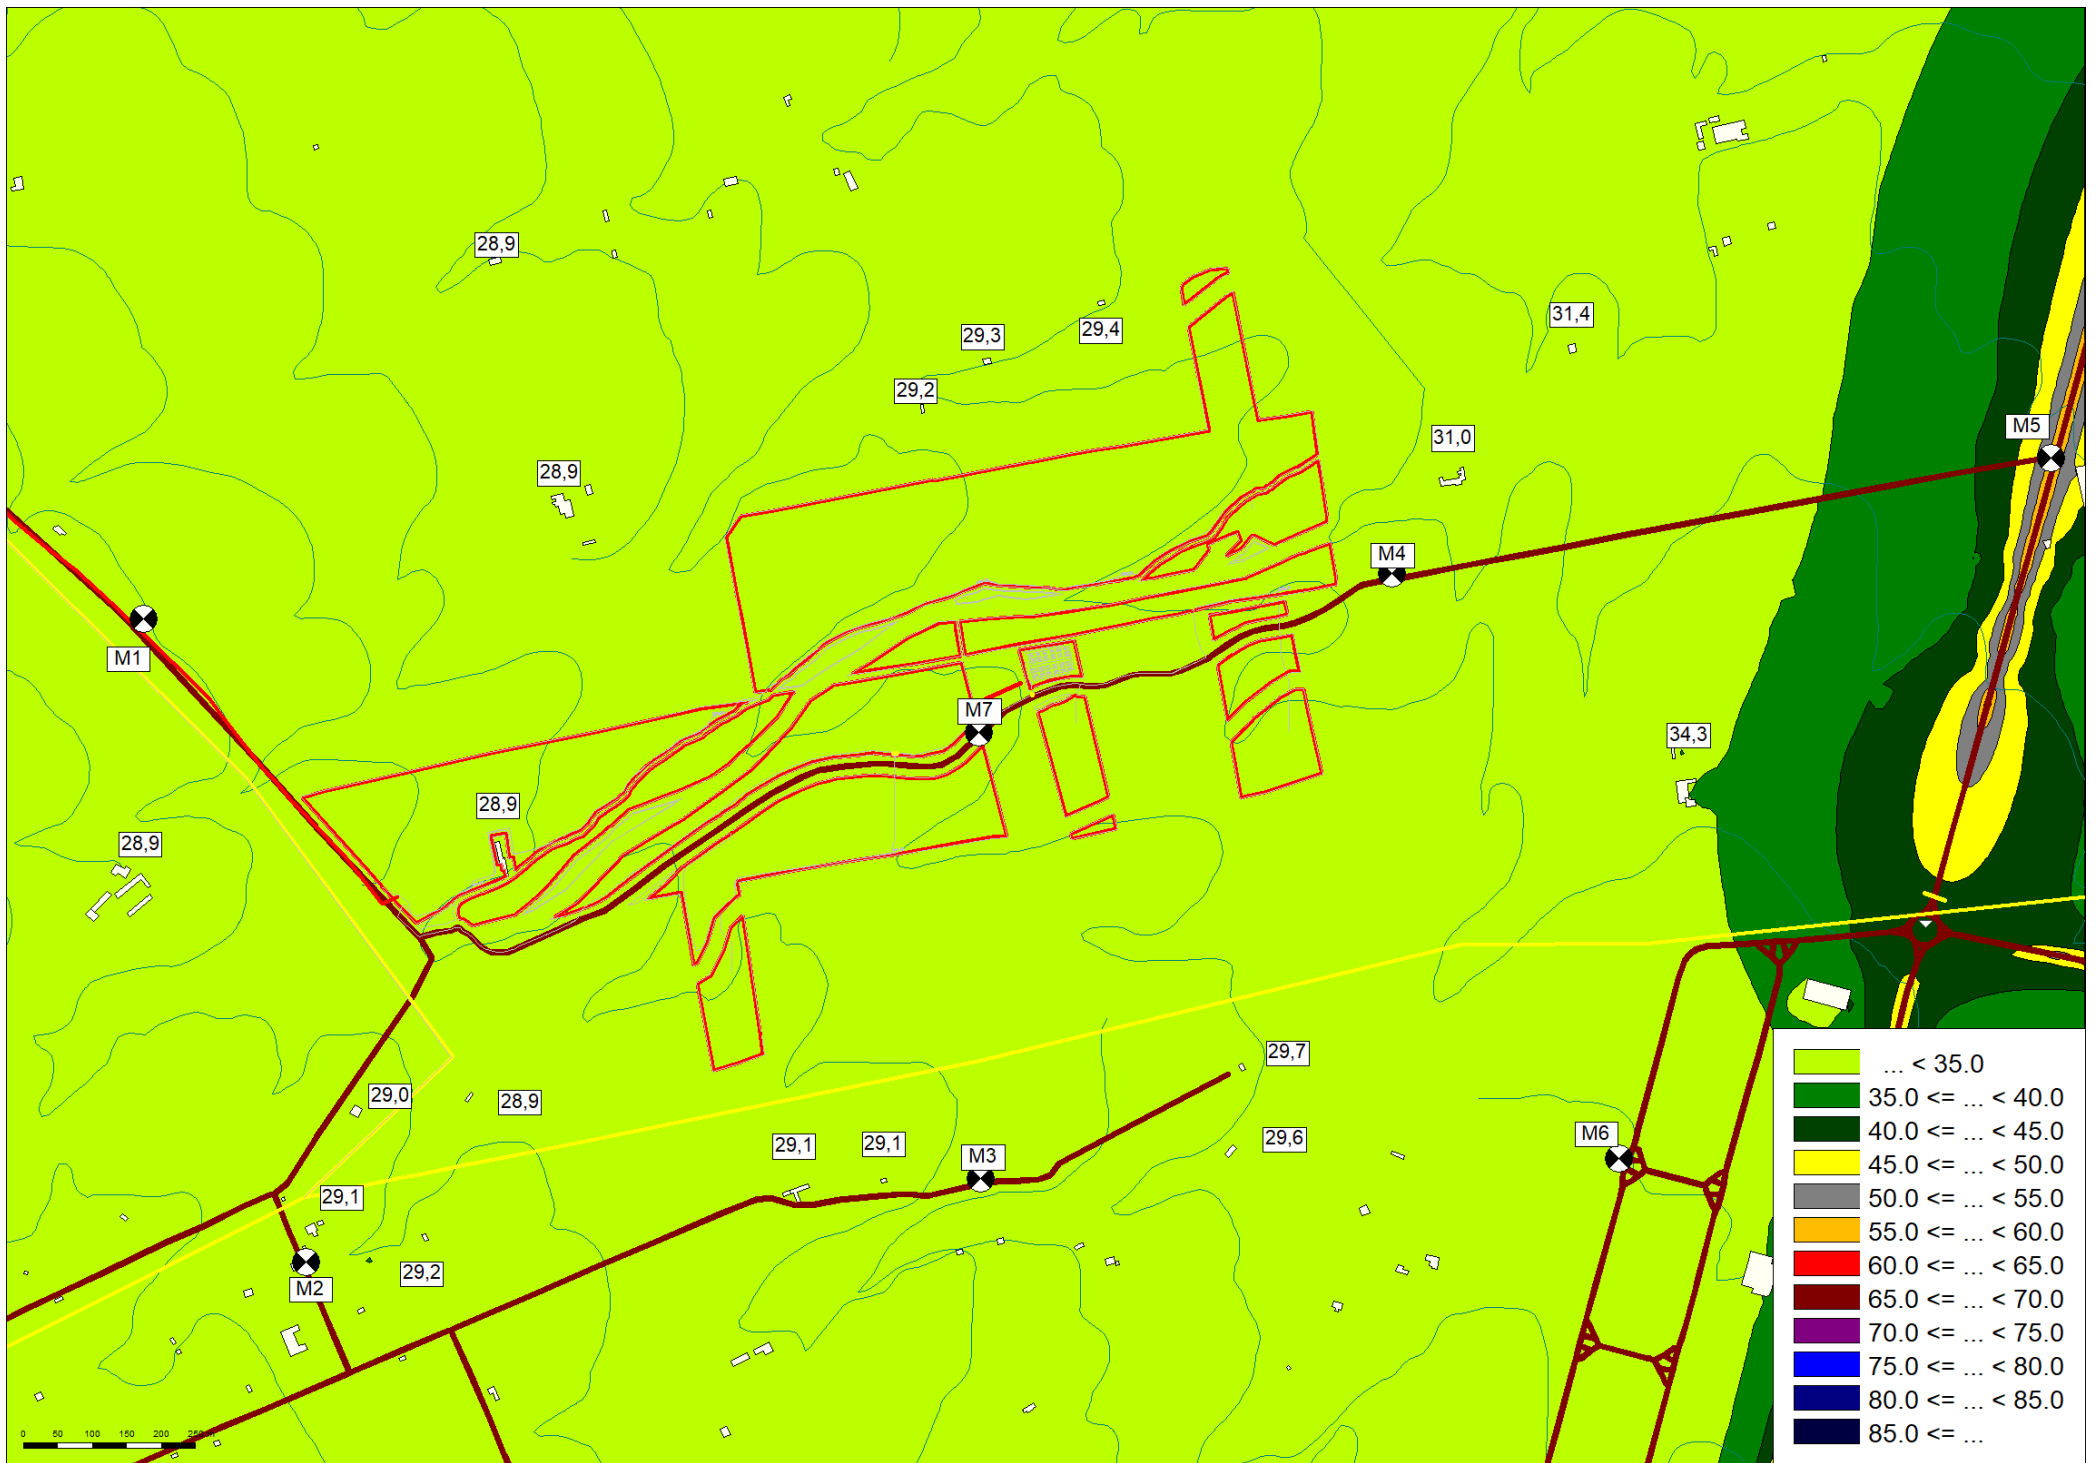 28,9
31,4
29,3
29,4
29,2
M5
31,0
28,9
M4
M1
M7
34,3
28,9
28,9
29,7
29,0
28,9
29,1
29,1
29,6
M3
M6
29,1
29,2
M2
... < 35.0
35.0 <= ... < 40.0
40.0 <= ... < 45.0
45.0 <= ... < 50.0
50.0 <= ... < 55.0
55.0 <= ... < 60.0
60.0 <= ... < 65.0
65.0 <= ... < 70.0
70.0 <= ... < 75.0
75.0 <= ... < 80.0
80.0 <= ... < 85.0
85.0 <= ...
0 50 100 150 200